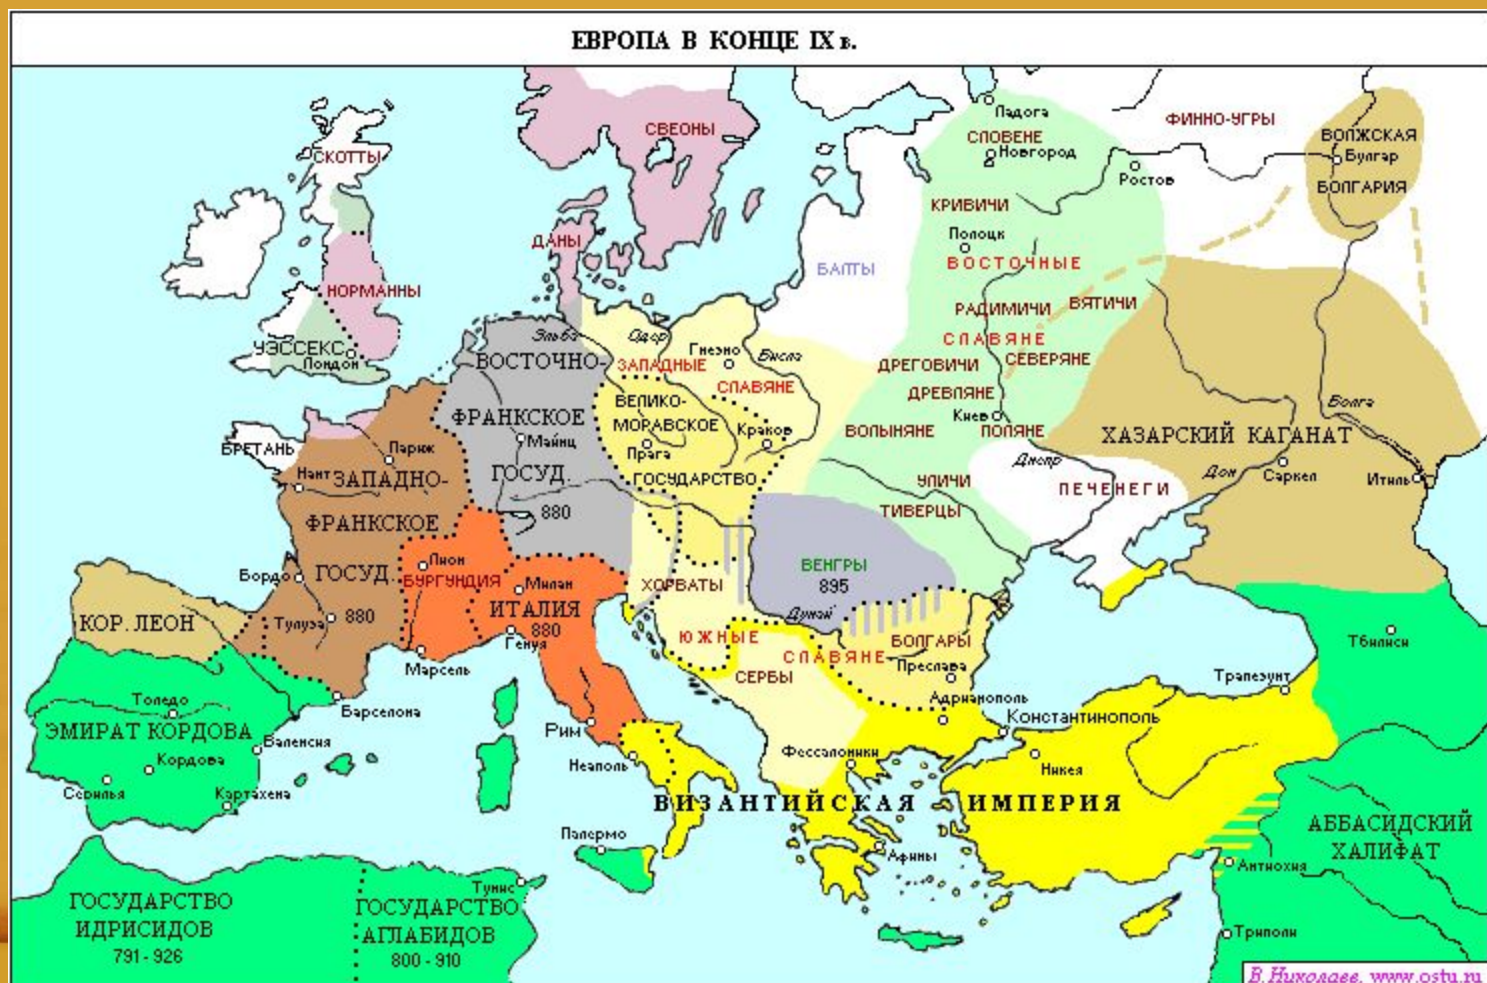 ЕВРОПА В КОНЦЕ IX в.
СКОТТЫ
СВЕОНЫ
Ладога
СЛОВЕНЕ
Новгород
ФИННО-УГРЫ
ВОЛЖСКАЯ
Булгар
БОЛГАРИЯ
Ростов
КРИВИЧИ
Полоцк
ВОСТОЧНЫЕ
ДАНЫ
БАЛТЫ
НОРМАННЫ
РАДИМИЧИ
ВЯТИЧИ
СЛАВЯНЕ
СЕВЕРЯНЕ
УЭССЕКС
Лондон
Эльба
Одер
Гнезно
Висла
ВОСТОЧНО-
ЗАПАДНЫЕ
СЛАВЯНЕ
ДРЕГОВИЧИ
ДРЕВЛЯНЕ
ВЕЛИКО-
МОРАВСКОЕ
ФРАНКСКОЕ
Майнц
Краков
Прага
ВОЛЫНЯНЕ
Киев
ПОЛЯНЕ
Волга
ХАЗАРСКИЙ КАГАНАТ
БРЕТАНЬ
Париж
Нант
ЗАПАДНО-
ГОСУД.
ГОСУДАРСТВО
Днепр
Дон
Саркел
Итиль
УЛИЧИ
ПЕЧЕНЕГИ
880
ТИВЕРЦЫ
ФРАНКСКОЕ
Лион
Бордо
ГОСУД.
БУРГУНДИЯ
Милан
ХОРВАТЫ
ВЕНГРЫ
895
ИТАЛИЯ
Дунай
КОР. ЛЕОН
Тулуза
880
880
Генуя
ЮЖНЫЕ
БОЛГАРЫ
Тбилиси
Марсель
СЛАВЯНЕ
Преслава
СЕРБЫ
Трапезунт
Толедо
Барселона
Адрианополь
ЭМИРАТ КОРДОВА
Валенсия
Рим
Константинополь
Кордова
Неаполь
Фессалоники
Никея
Севилья
Картахена
ВИЗАНТИЙСКАЯ ИМПЕРИЯ
Палермо
АББАСИДСКИЙ
ХАЛИФАТ
Афины
Антиохия
Тунис
ГОСУДАРСТВО
ИДРИСИДОВ
791 - 926
ГОСУДАРСТВО
АГЛАБИДОВ
800 - 910
Триполи
В.Николаев. www.ostu.ru